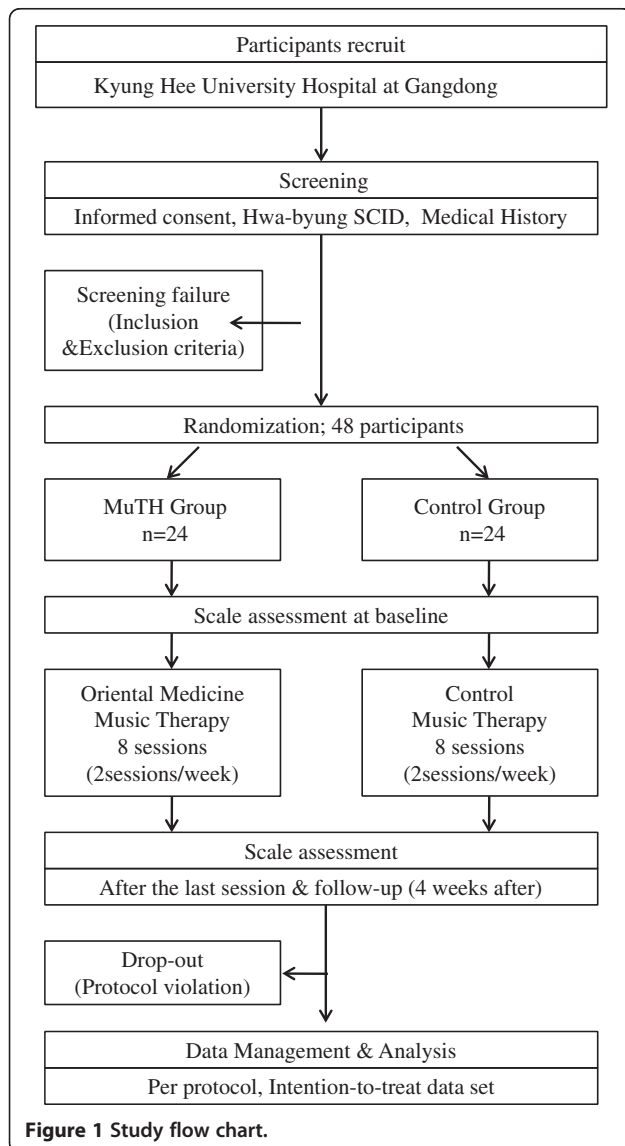 Participants recruit
Kyung Hee University Hospital at Gangdong
Screening
Informed consent, Hwa-byung SCID, Medical History
Screening failure
(Inclusion
&Exclusion criteria)
Randomization; 48 participants
MuTH Group
n=24
Control Group
n=24
Scale assessment at baseline
Oriental Medicine
Music Therapy
8 sessions
(2sessions/week)
Control
Music Therapy
8 sessions
(2sessions/week)
Scale assessment
After the last session & follow-up (4 weeks after)
Drop-out
(Protocol violation)
Data Management & Analysis
Per protocol, Intention-to-treat data set
Figure 1 Study flow chart.